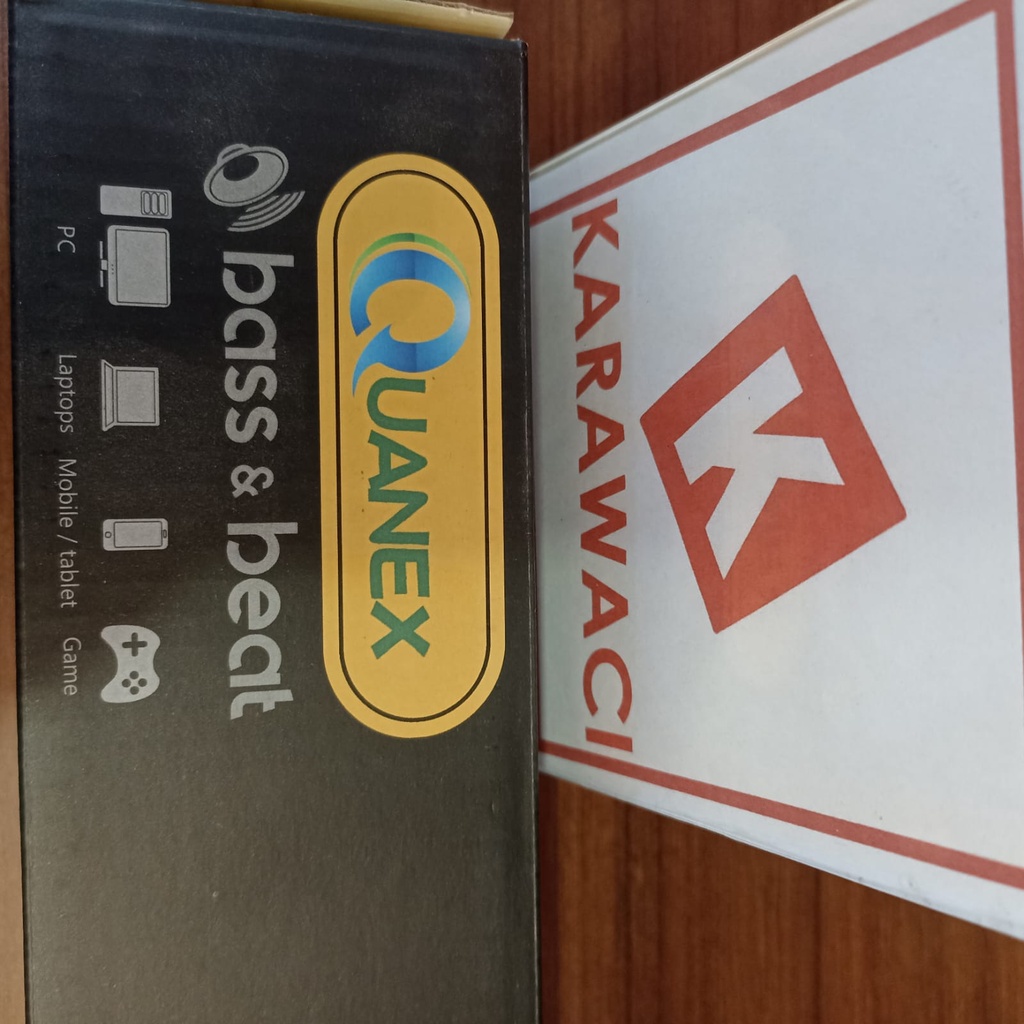 QUANEX
bass & beat
PC Laptops Mobile / tablet Game
K
KARAWACI